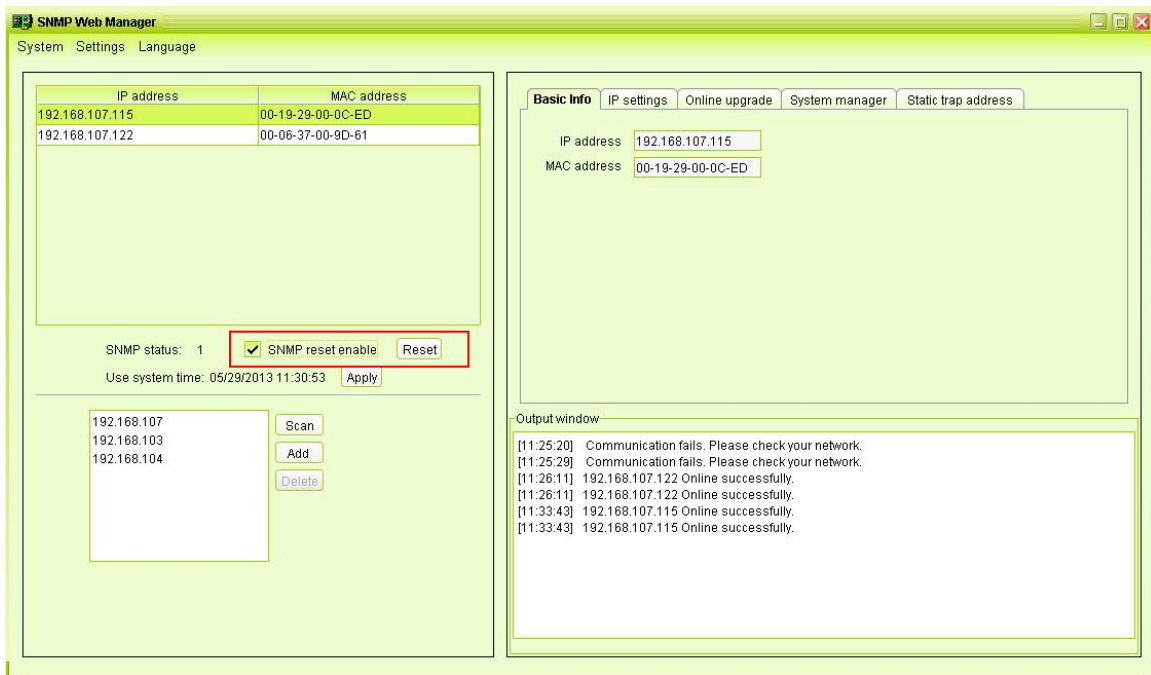 SNMP Web Manager
System Settings Language
IP address MAC address
192.168.107.115 00-19-29-00-0C-ED
192.168.107.122 00-06-37-00-9D-61
SNMP status: 1 SNMP reset enable Reset
Use system time: 05/29/2013 11:30:53 Apply
192.168.107
192.168.103
192.168.104
Scan
Add
Delete
Basic Info IP settings Online upgrade System manager Static trap address
IP address 192.168.107.115
MAC address 00-19-29-00-0C-ED
Output window
[11:25:20] Communication fails. Please check your network.
[11:25:29] Communication fails. Please check your network.
[11:26:11] 192.168.107.122 Online successfully.
[11:26:11] 192.168.107.122 Online successfully.
[11:33:43] 192.168.107.115 Online successfully.
[11:33:43] 192.168.107.115 Online successfully.